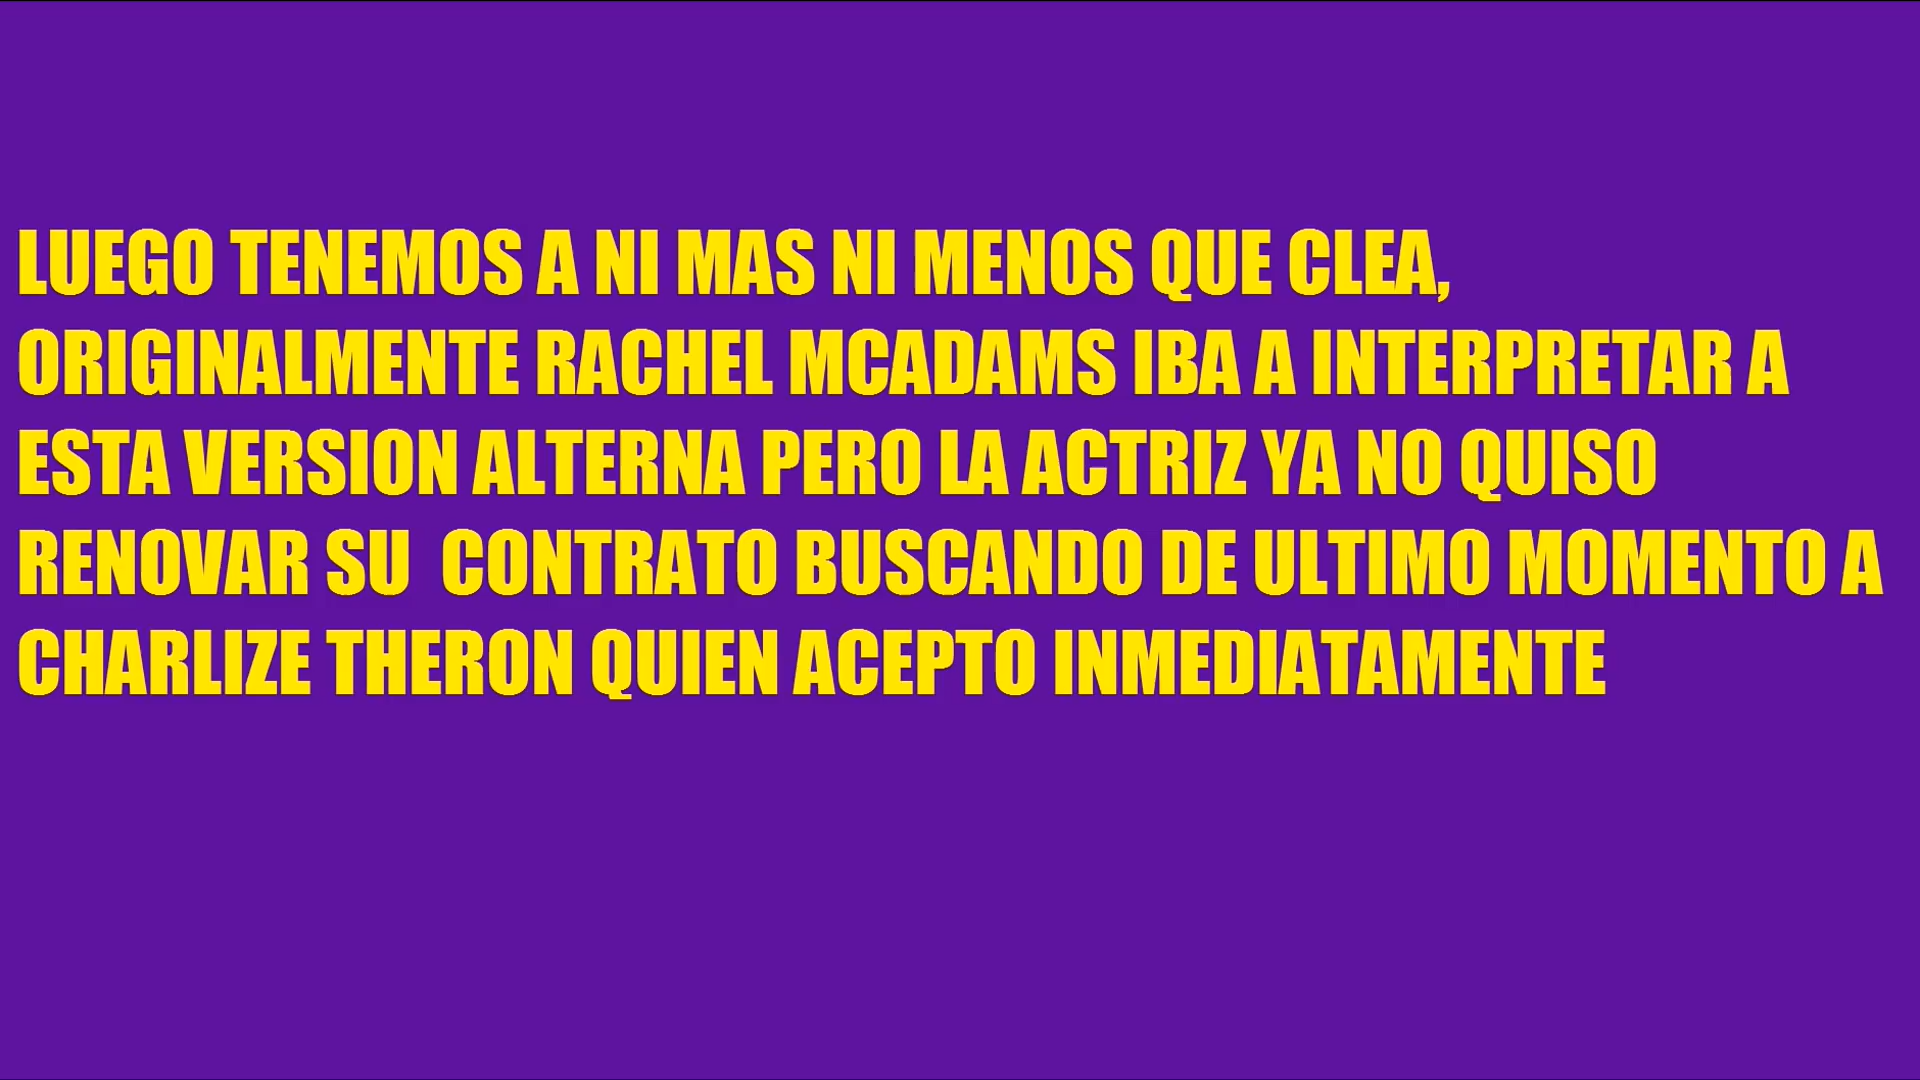 LUEGO TENEMOS A NI MAS NI MENOS QUE CLEA,
ORIGINALMENTE RACHEL MCADAMS IBA A INTERPRETAR A
ESTA VERSION ALTERNA PERO LA ACTRIZ YA NO QUISO
RENOVAR SU  CONTRATO BUSCANDO DE ULTIMO MOMENTO A
CHARLIZE THERON QUIEN ACEPTO INMEDIATAMENTE